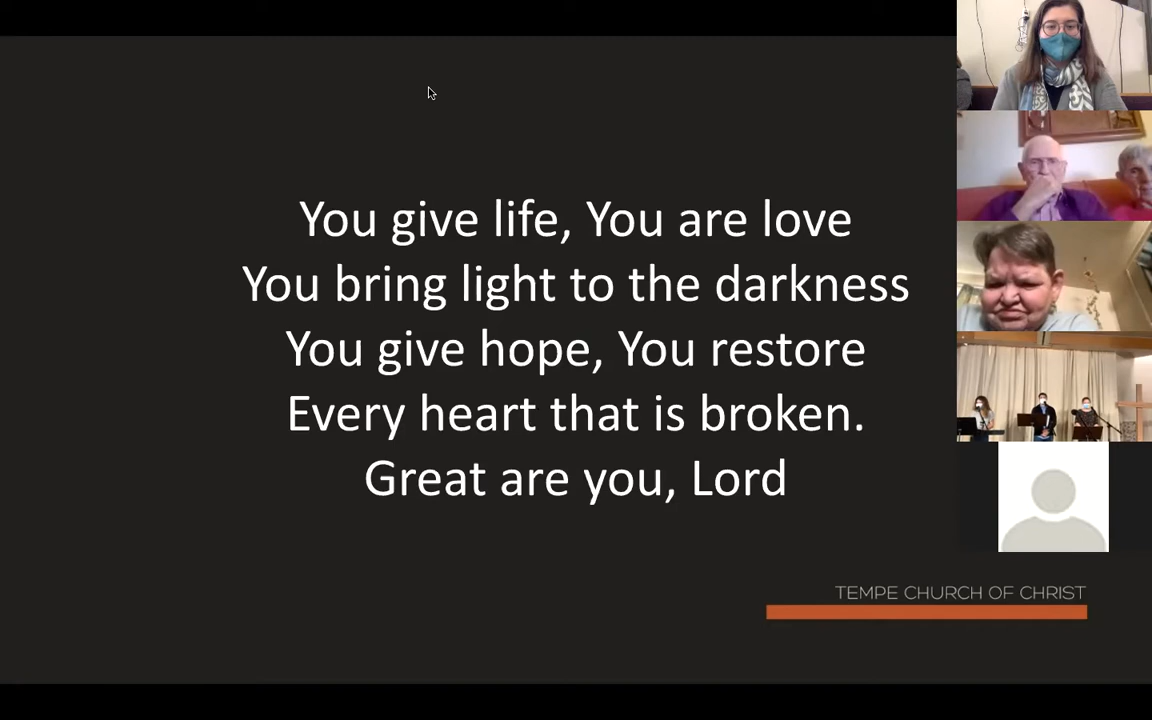 You give life, You are love
You bring light to the darkness
You give hope, You restore
Every heart that is broken.
Great are you, Lord
TEMPE CHURCH OF CHRIST